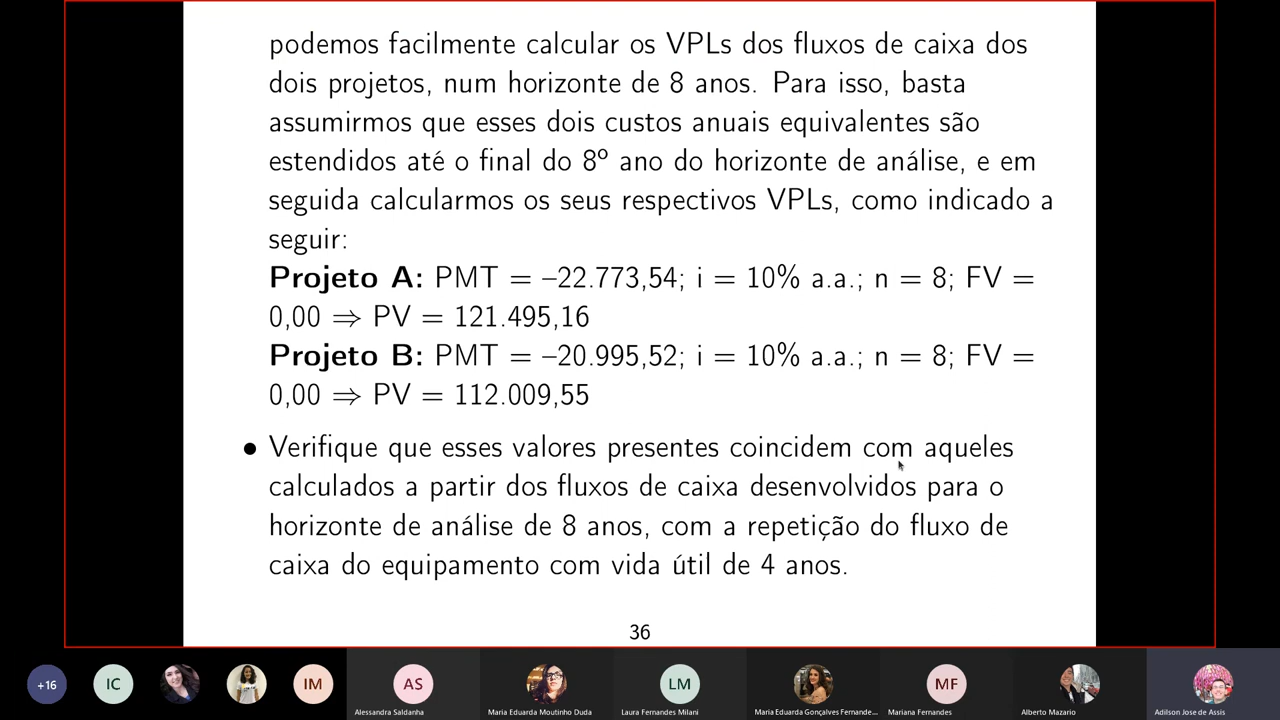 podemos facilmente calcular os VPLs dos fluxos de caixa dos
dois projetos, num horizonte de 8 anos. Para isso, basta
assumirmos que esses dois custos anuais equivalentes são
estendidos até o final do 8º ano do horizonte de análise, e em
seguida calcularmos os seus respectivos VPLs, como indicado a
seguir:
Projeto A: PMT = –22.773,54; i = 10% a.a.; n = 8; FV =
0,00 ⇒ PV = 121.495,16
Projeto B: PMT = –20.995,52; i = 10% a.a.; n = 8; FV =
0,00 ⇒ PV = 112.009,55
• Verifique que esses valores presentes coincidem com aqueles
calculados a partir dos fluxos de caixa desenvolvidos para o
horizonte de análise de 8 anos, com a repetição do fluxo de
caixa do equipamento com vida útil de 4 anos.
36
+16 IC IM AS LM MF
Alessandra Saldanha Maria Eduarda Moutinho Duda Laura Fernandes Milani Maria Eduarda Gonçalves Fernande... Mariana Fernandes Alberto Mazario Adilson Jose de Assis